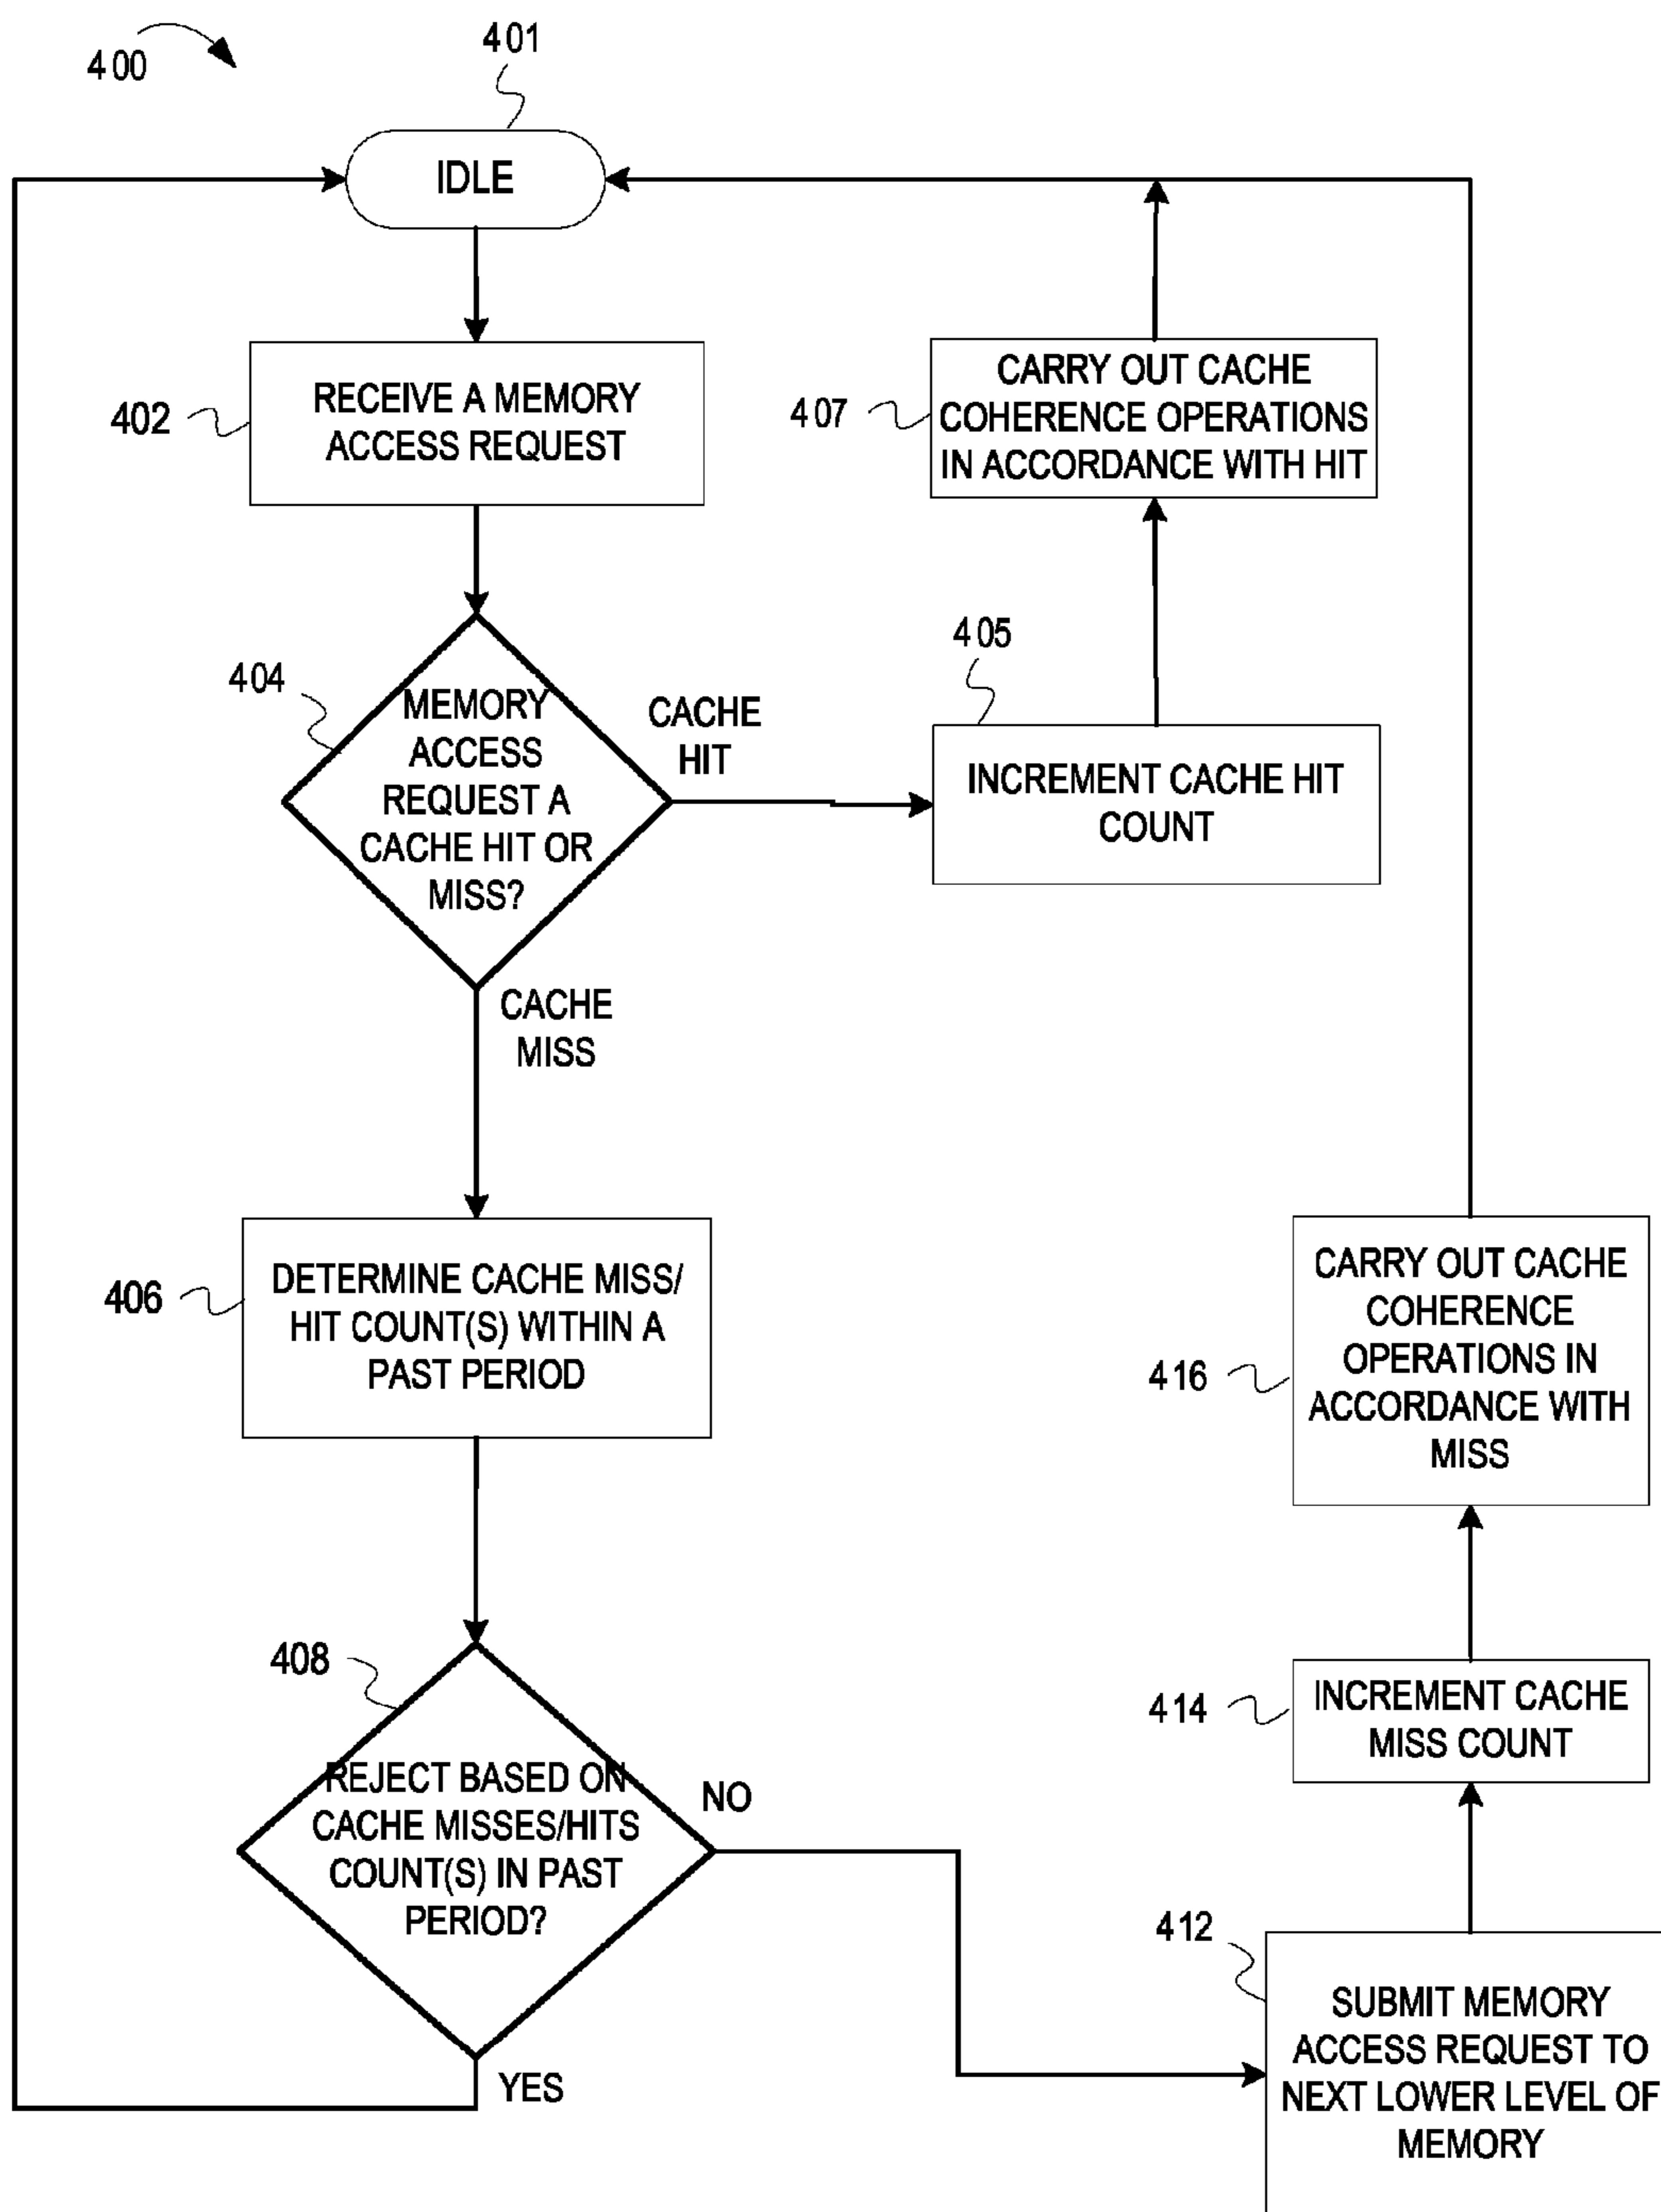 400
401
IDLE
402
RECEIVE A MEMORY
ACCESS REQUEST
404
MEMORY
ACCESS
REQUEST A
CACHE HIT OR
MISS?
CACHE
HIT
405
INCREMENT CACHE HIT
COUNT
407
CARRY OUT CACHE
COHERENCE OPERATIONS
IN ACCORDANCE WITH HIT
CACHE
MISS
406
DETERMINE CACHE MISS/
HIT COUNT(S) WITHIN A
PAST PERIOD
408
REJECT BASED ON
CACHE MISSES/HITS
COUNT(S) IN PAST
PERIOD?
NO
YES
412
SUBMIT MEMORY
ACCESS REQUEST TO
NEXT LOWER LEVEL OF
MEMORY
414
INCREMENT CACHE
MISS COUNT
416
CARRY OUT CACHE
COHERENCE
OPERATIONS IN
ACCORDANCE WITH
MISS